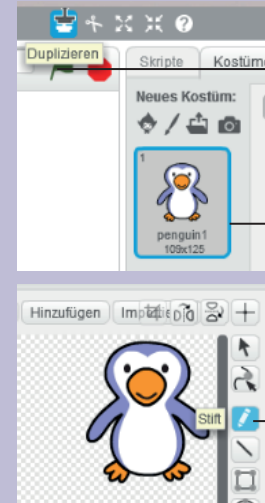 Duplizieren
Skripte Kostüme
Neues Kostüm:
1
penguin1
109x125
Hinzufügen
Stift